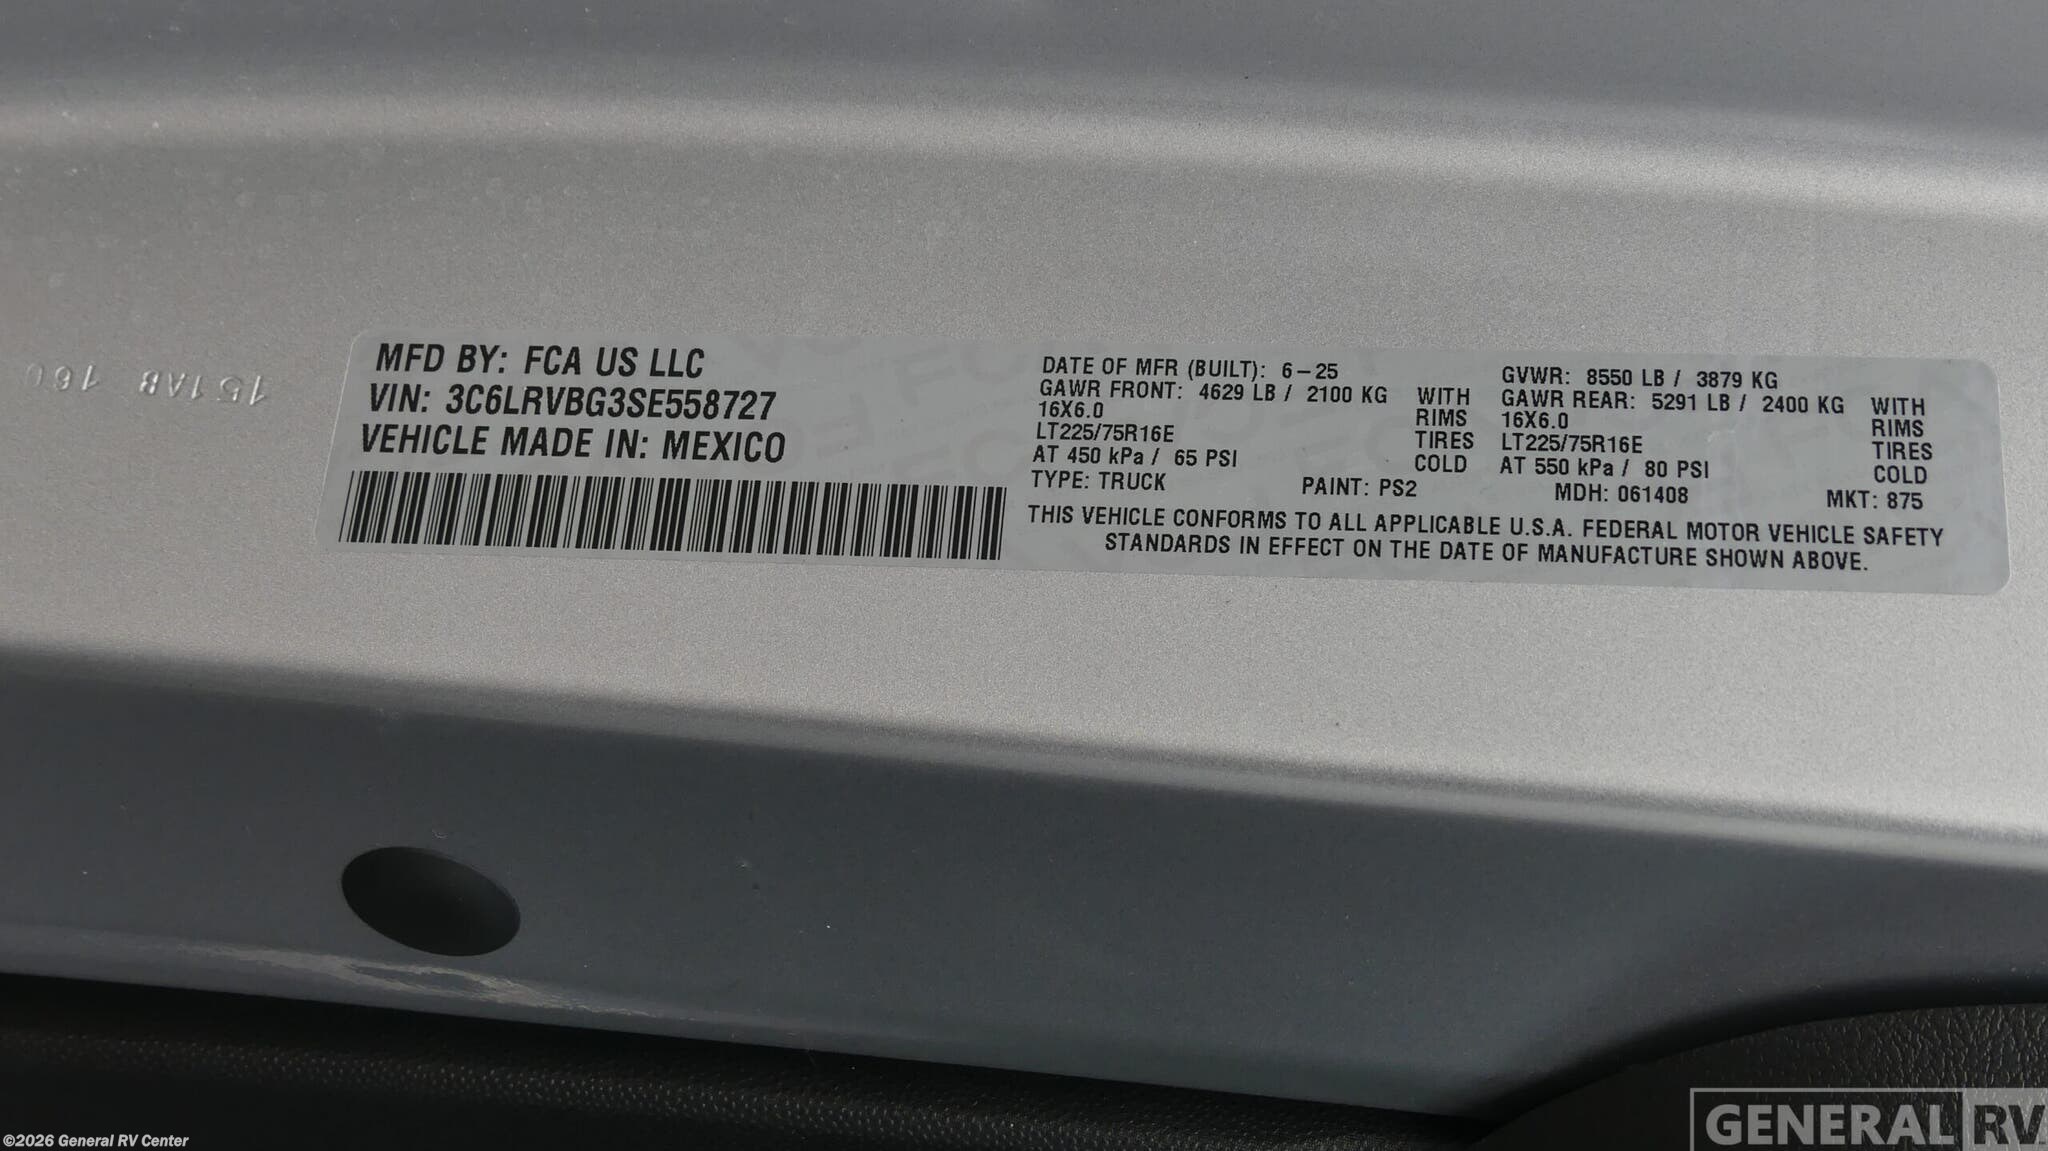 151AB 160
MFD BY: FCA US LLC
VIN: 3C6LRVBG3SE558727
VEHICLE MADE IN: MEXICO
DATE OF MFR (BUILT): 6-25
GAWR FRONT: 4629 LB / 2100 KG WITH
16X6.0 RIMS
LT225/75R16E TIRES
AT 450 kPa / 65 PSI COLD
GVWR: 8550 LB / 3879 KG
GAWR REAR: 5291 LB / 2400 KG WITH
16X6.0 RIMS
LT225/75R16E TIRES
AT 550 kPa / 80 PSI COLD
TYPE: TRUCK PAINT: PS2 MDH: 061408 MKT: 875
THIS VEHICLE CONFORMS TO ALL APPLICABLE U.S.A. FEDERAL MOTOR VEHICLE SAFETY
STANDARDS IN EFFECT ON THE DATE OF MANUFACTURE SHOWN ABOVE.
©2026 General RV Center
GENERAL RV